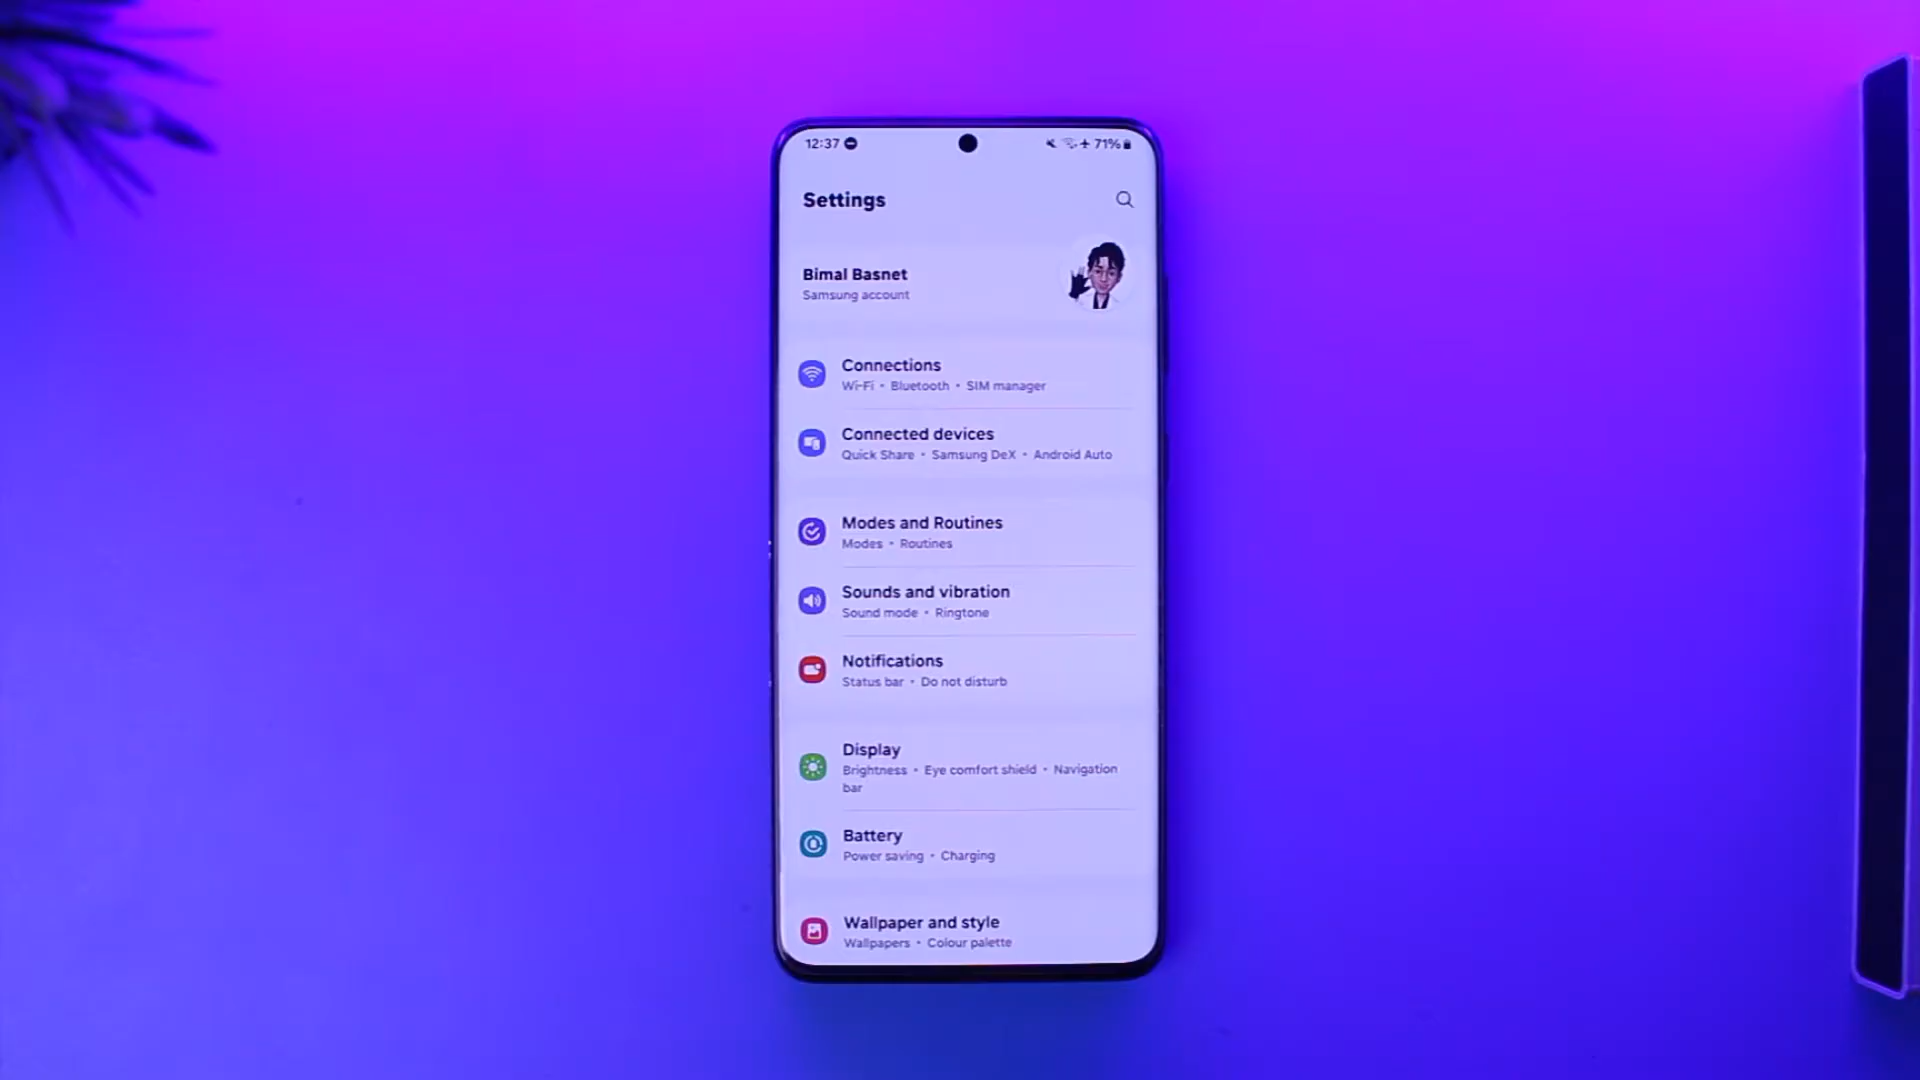 12:37 71%
Settings
Bimal Basnet
Samsung account
Connections
Wi-Fi • Bluetooth • SIM manager
Connected devices
Quick Share • Samsung DeX • Android Auto
Modes and Routines
Modes • Routines
Sounds and vibration
Sound mode • Ringtone
Notifications
Status bar • Do not disturb
Display
Brightness • Eye comfort shield • Navigation
bar
Battery
Power saving • Charging
Wallpaper and style
Wallpapers • Colour palette